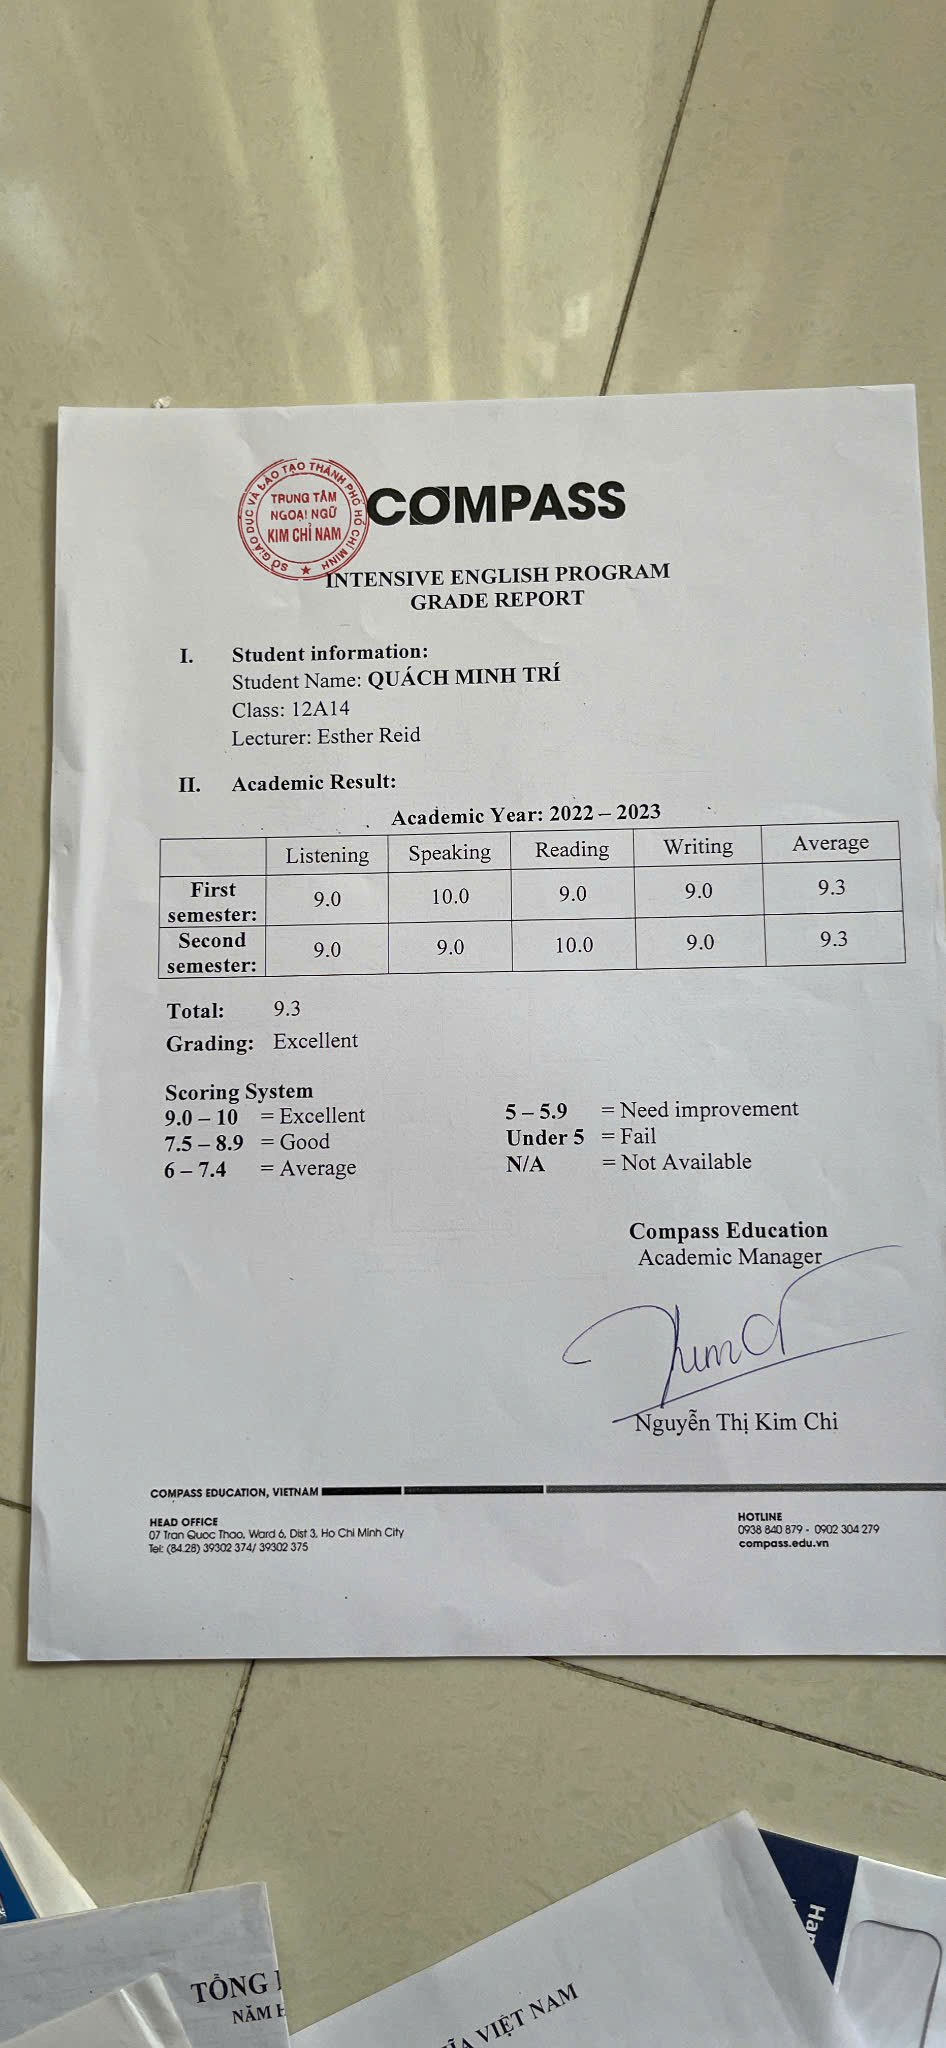 SỞ GIÁO DỤC VÀ ĐÀO TẠO THÀNH PHỐ HỒ CHÍ MINH
TRUNG TÂM
NGOẠI NGỮ
KIM CHỈ NAM
COMPASS
INTENSIVE ENGLISH PROGRAM
GRADE REPORT
I. Student information:
Student Name: QUÁCH MINH TRÍ
Class: 12A14
Lecturer: Esther Reid
II. Academic Result:
Academic Year: 2022 – 2023
Listening Speaking Reading Writing Average
First semester: 9.0 10.0 9.0 9.0 9.3
Second semester: 9.0 9.0 10.0 9.0 9.3
Total: 9.3
Grading: Excellent
Scoring System
9.0 – 10 = Excellent
7.5 – 8.9 = Good
6 – 7.4 = Average
5 – 5.9 = Need improvement
Under 5 = Fail
N/A = Not Available
Compass Education
Academic Manager
Nguyễn Thị Kim Chi
COMPASS EDUCATION, VIETNAM
HEAD OFFICE
07 Tran Quoc Thao, Ward 6, Dist 3, Ho Chi Minh City
Tel: (84.28) 39302 374/ 39302 375
HOTLINE
0938 840 879 - 0902 304 279
compass.edu.vn
TỔNG
NĂM
VIỆT NAM